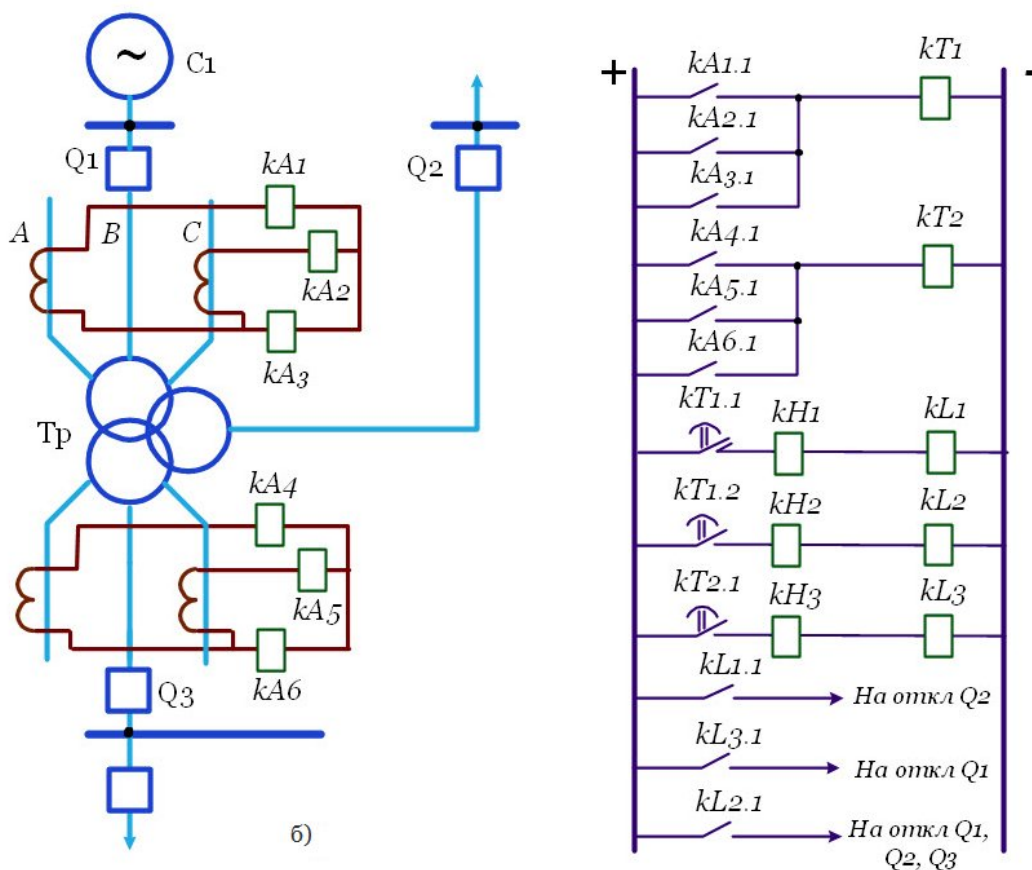 ~
C1
Q1
Q2
kA1
A
B
C
kA2
kA3
Тр
kA4
kA5
kA6
Q3
б)
+
-
kA1.1
kT1
kA2.1
kA3.1
kA4.1
kT2
kA5.1
kA6.1
kT1.1
kH1
kL1
kT1.2
kH2
kL2
kT2.1
kH3
kL3
kL1.1
На откл Q2
kL3.1
На откл Q1
kL2.1
На откл Q1,
Q2, Q3